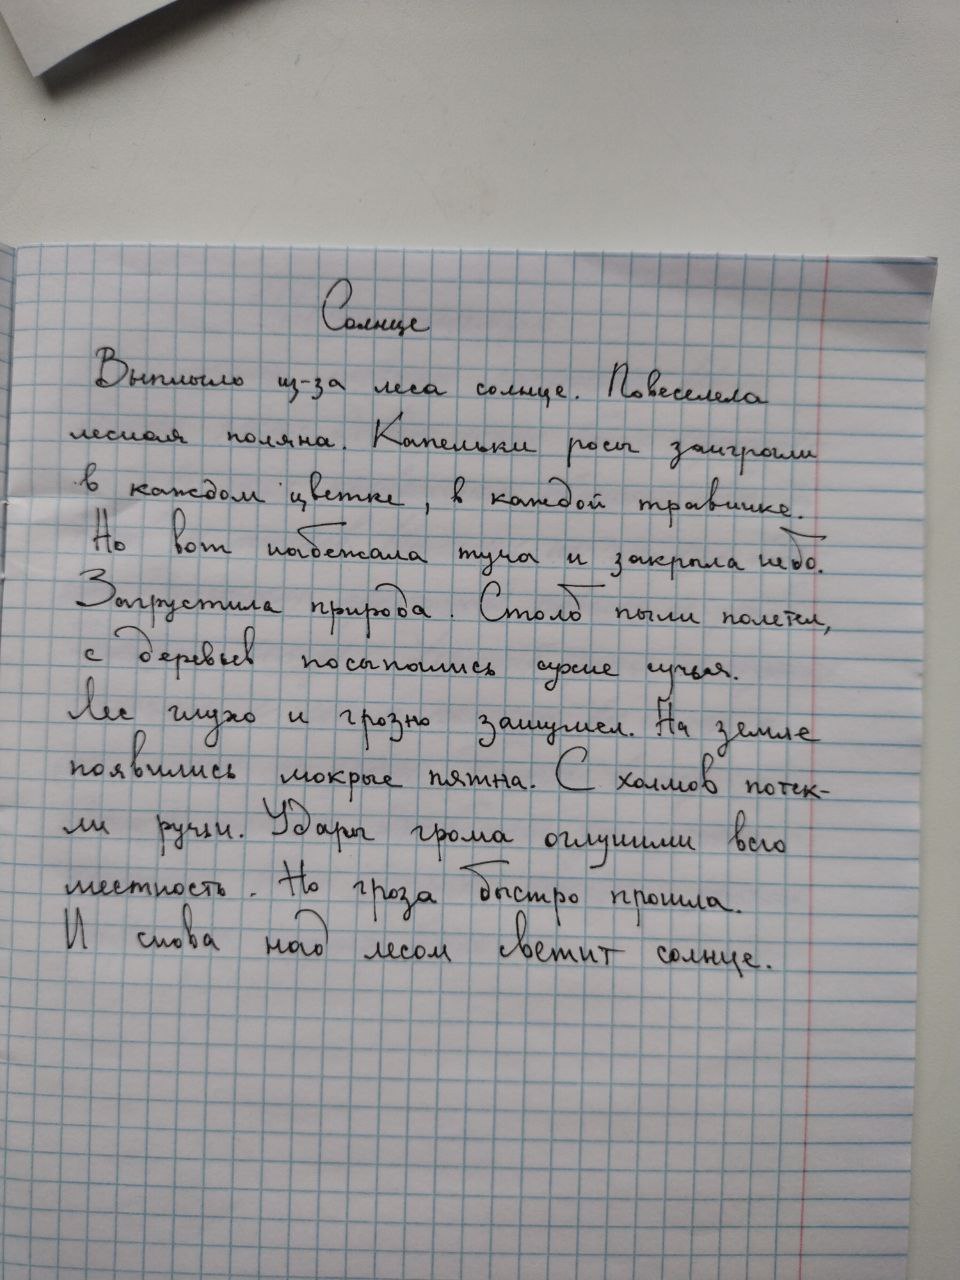 Солнце
Выплыло из-за леса солнце. Повеселела
лесная поляна. Капельки росы заиграли
в каждом цветке, в каждой травинке.
Но вот набежала туча и закрыла небо.
Загрустила природа. Столб пыли полетел,
с деревьев посыпались сухие сучья.
Лес глухо и грозно зашумел. На земле
появились мокрые пятна. С холмов потек-
ли ручьи. Удары грома оглушили всю
местность. Но гроза быстро прошла.
И снова над лесом светит солнце.